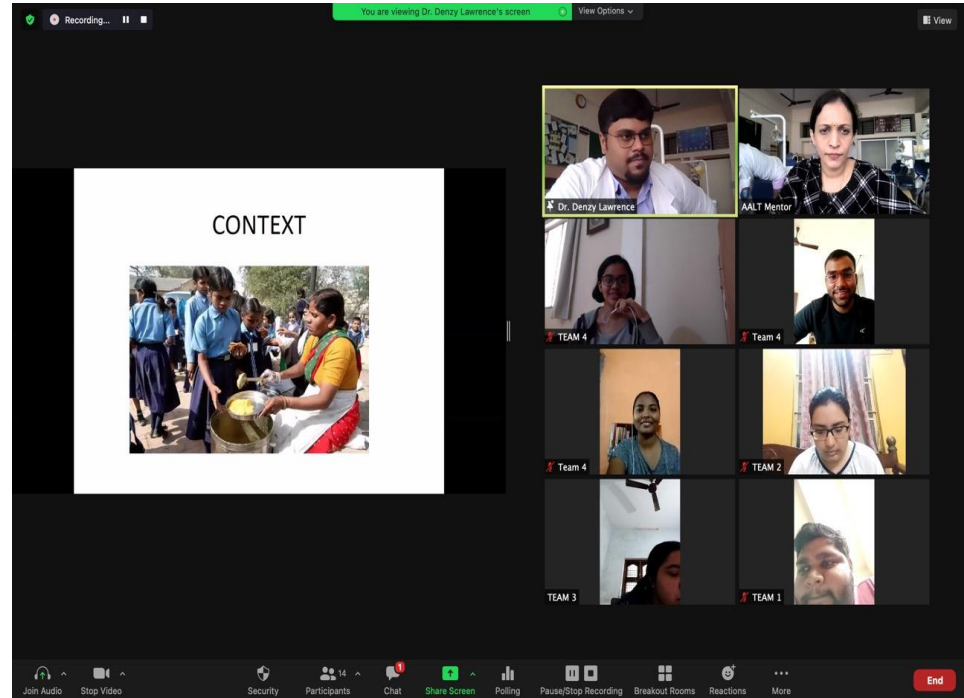 Recording...
You are viewing Dr. Denzy Lawrence's screen
View Options
View
CONTEXT
Dr. Denzy Lawrence
AALT Mentor
TEAM 4
Team 4
Team 4
TEAM 2
TEAM 3
TEAM 1
Join Audio
Stop Video
Security
14
Participants
1
Chat
Share Screen
Polling
Pause/Stop Recording
Breakout Rooms
Reactions
More
End